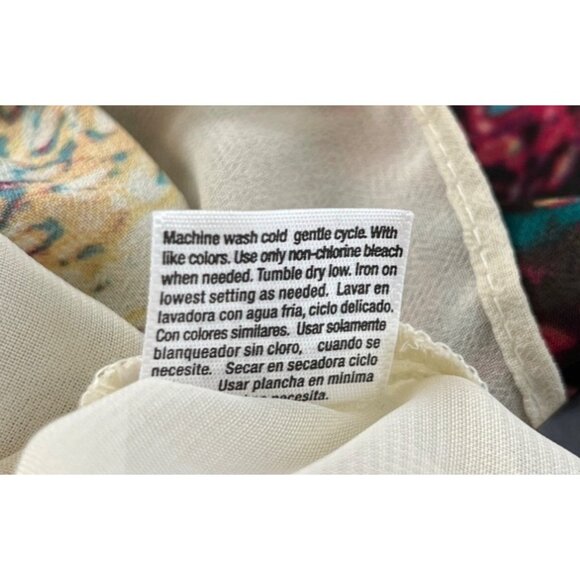 Machine wash cold gentle cycle. With
like colors. Use only non-chlorine bleach
when needed. Tumble dry low. Iron on
lowest setting as needed. Lavar en
lavadora con agua fria, ciclo delicado.
Con colores similares. Usar solamente
blanqueador sin cloro, cuando se
necesite. Secar en secadora ciclo
Usar plancha en minima
necesita.